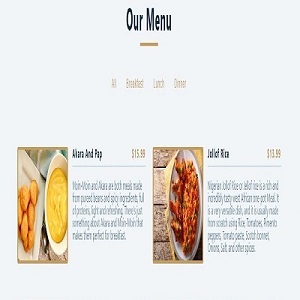 Our Menu
All Breakfast Lunch Dinner
Akara And Pap $15.99
Moin-Moin and Akara are both meals made
from pureed beans and spicy ingredients, full
of proteins, light and refreshing. There's just
something about Akara and Moin-Moin that
makes them perfect for breakfast.
Jollof Rice $13.99
Nigerian Jollof Rice or Jellof rice is a rich and
incredibly tasty west African one-pot Meal. It
is a very versatile dish, and it is usually made
from scratch using Rice, Tomatoes, Pimento
peppers, Tomato paste, Scotch bonnet,
Onions, Salt, and other spices.